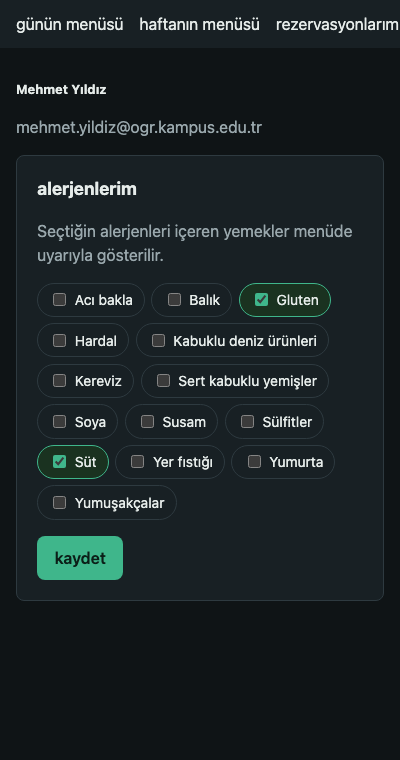 günün menüsü haftanın menüsü rezervasyonlarım
Mehmet Yıldız
mehmet.yildiz@ogr.kampus.edu.tr
alerjenlerim
Seçtiğin alerjenleri içeren yemekler menüde
uyarıyla gösterilir.
Acı bakla Balık Gluten
Hardal Kabuklu deniz ürünleri
Kereviz Sert kabuklu yemişler
Soya Susam Sülfitler
Süt Yer fıstığı Yumurta
Yumuşakçalar
kaydet